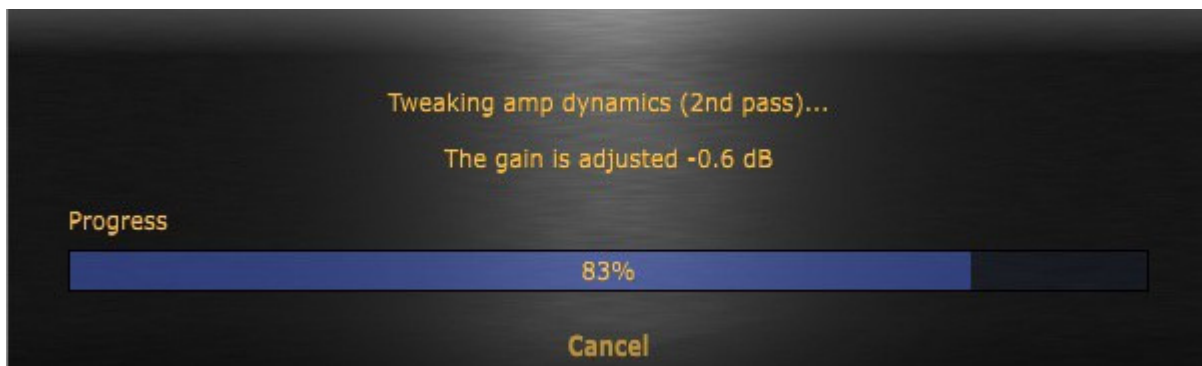 Tweaking amp dynamics (2nd pass)...
The gain is adjusted -0.6 dB
Progress
83%
Cancel